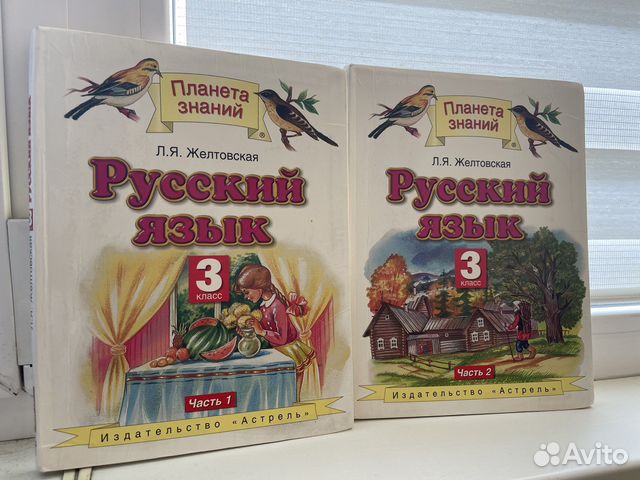 Планета
знаний
®
Л.Я. Желтовская
Русский
язык
3
класс
Часть 1
Издательство «Астрель»
Планета
знаний
®
Л.Я. Желтовская
Русский
язык
3
класс
Часть 2
Издательство «Астрель»
Л.Я. Желтовская
Avito